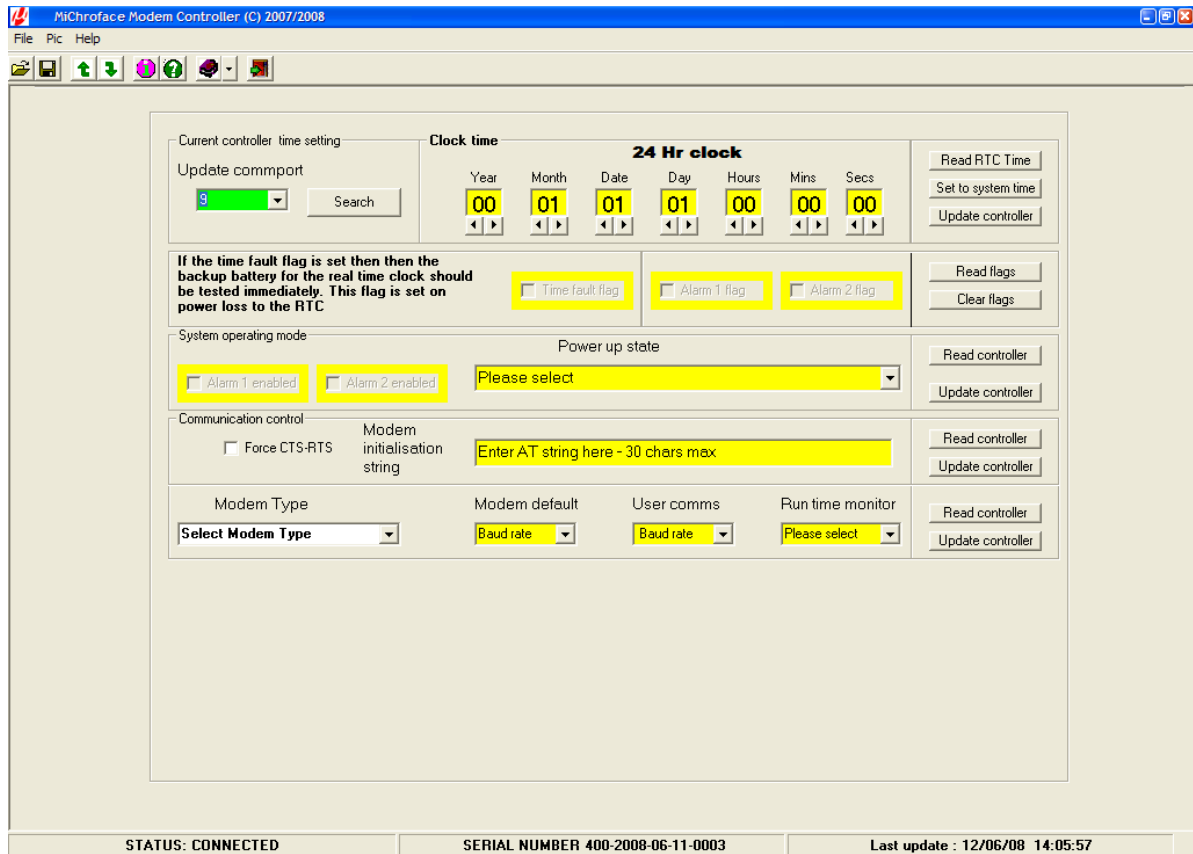 MiChroface Modem Controller (C) 2007/2008
File Pic Help
Current controller time setting
Update commport
9
Search
Clock time
24 Hr clock
Year Month Date Day Hours Mins Secs
00 01 01 01 00 00 00
Read RTC Time
Set to system time
Update controller
If the time fault flag is set then then the
backup battery for the real time clock should
be tested immediately. This flag is set on
power loss to the RTC
Time fault flag
Alarm 1 flag
Alarm 2 flag
Read flags
Clear flags
System operating mode
Alarm 1 enabled
Alarm 2 enabled
Power up state
Please select
Read controller
Update controller
Communication control
Force CTS-RTS
Modem
initialisation
string
Enter AT string here - 30 chars max
Read controller
Update controller
Modem Type
Select Modem Type
Modem default
Baud rate
User comms
Baud rate
Run time monitor
Please select
Read controller
Update controller
STATUS: CONNECTED
SERIAL NUMBER 400-2008-06-11-0003
Last update : 12/06/08 14:05:57